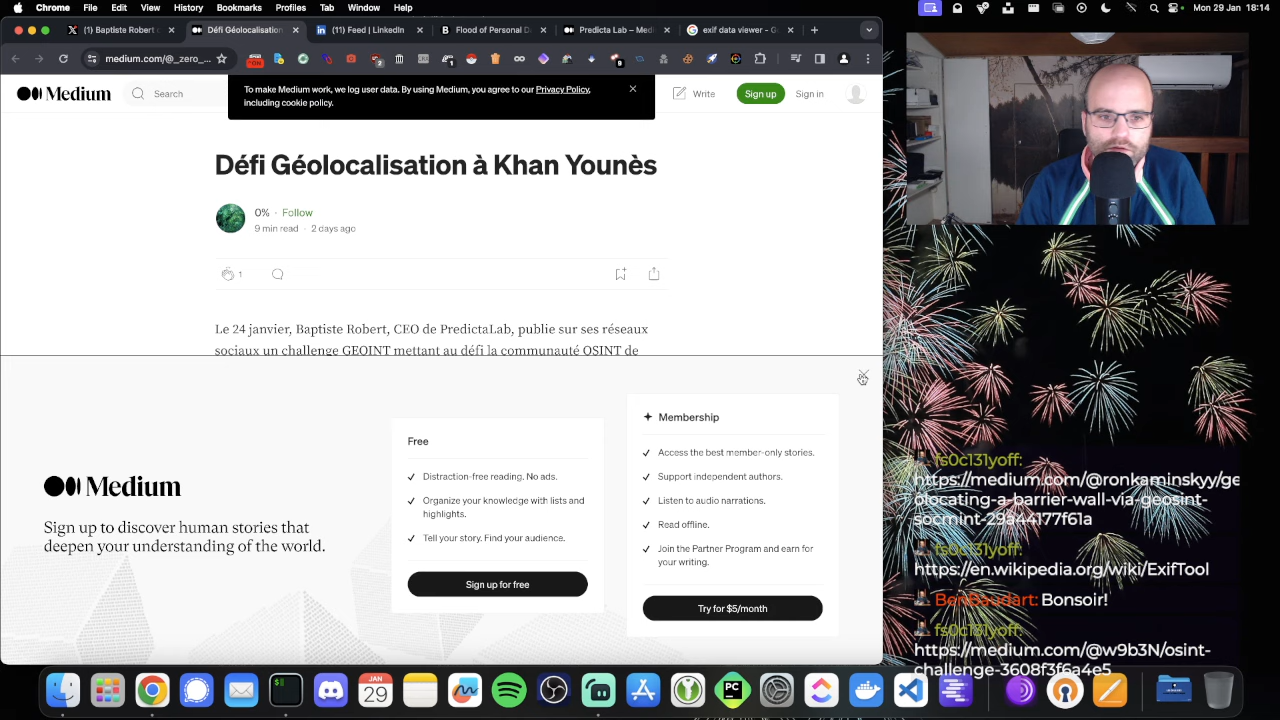 Chrome File Edit View History Bookmarks Profiles Tab Window Help
Mon 29 Jan 18:14
(1) Baptiste Robert
Défi Géolocalisation
(11) Feed | LinkedIn
Flood of Personal Da
Predicta Lab – Med
exif data viewer - G
medium.com/@_zero_...
To make Medium work, we log user data. By using Medium, you agree to our Privacy Policy,
including cookie policy.
Medium
Search
Write
Sign up
Sign in
Défi Géolocalisation à Khan Younès
0% · Follow
9 min read · 2 days ago
1
Le 24 janvier, Baptiste Robert, CEO de PredictaLab, publie sur ses réseaux
sociaux un challenge GEOINT mettant au défi la communauté OSINT de
Medium
Sign up to discover human stories that
deepen your understanding of the world.
Free
Distraction-free reading. No ads.
Organize your knowledge with lists and
highlights.
Tell your story. Find your audience.
Sign up for free
Membership
Access the best member-only stories.
Support independent authors.
Listen to audio narrations.
Read offline.
Join the Partner Program and earn for
your writing.
Try for $5/month
fs0c131yoff:
https://medium.com/@ronkaminskyy/ge
olocating-a-barrier-wall-via-geosint-
socmint-29a44177f61a
fs0c131yoff:
https://en.wikipedia.org/wiki/ExifTool
BenBaudart: Bonsoir!
fs0c131yoff:
https://medium.com/@w9b3N/osint-
challenge-3608f3f6a4e5
JAN
29
PC